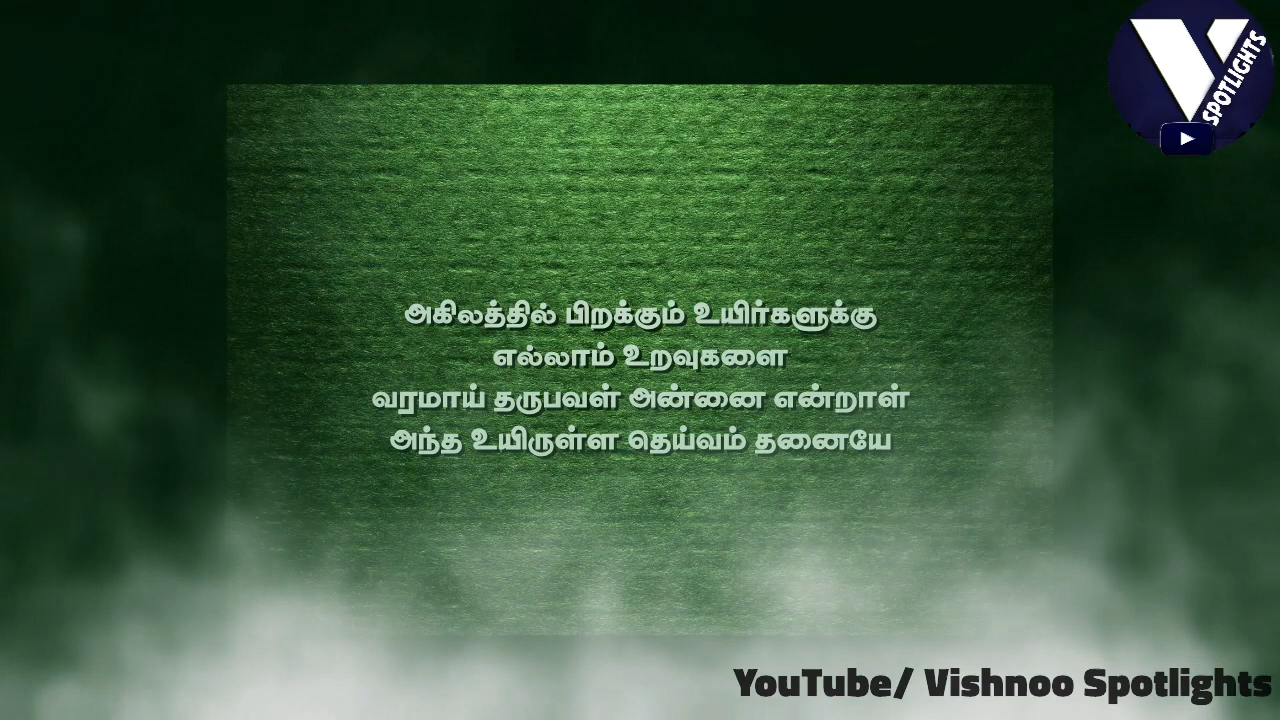 V
SPOTLIGHTS
அகிலத்தில் பிறக்கும் உயிர்களுக்கு
எல்லாம் உறவுகளை
வரமாய் தருபவள் அன்னை என்றாள்
அந்த உயிருள்ள தெய்வம் தனையே
YouTube/ Vishnoo Spotlights